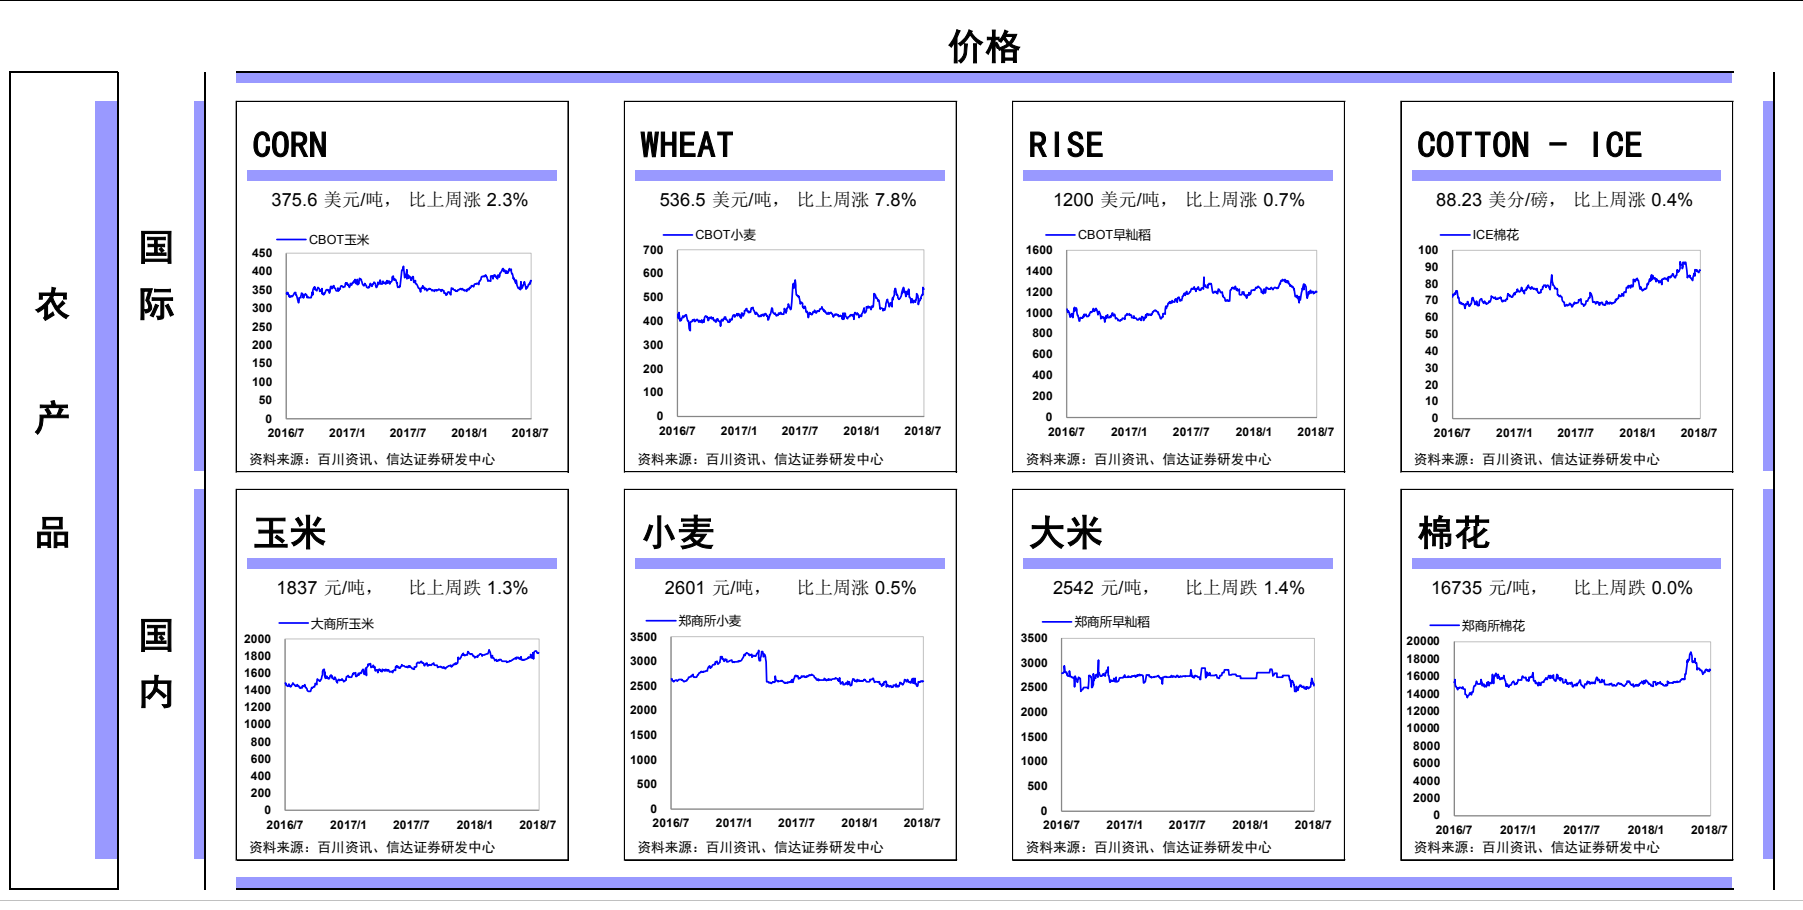 价格
农
产
品
国
际
CORN
375.6 美元/吨， 比上周涨 2.3%
CBOT玉米
450
400
350
300
250
200
150
100
50
0
2016/7 2017/1 2017/7 2018/1 2018/7
资料来源：百川资讯、信达证券研发中心
WHEAT
536.5 美元/吨， 比上周涨 7.8%
CBOT小麦
700
600
500
400
300
200
100
0
2016/7 2017/1 2017/7 2018/1 2018/7
资料来源：百川资讯、信达证券研发中心
RISE
1200 美元/吨， 比上周涨 0.7%
CBOT早籼稻
1600
1400
1200
1000
800
600
400
200
0
2016/7 2017/1 2017/7 2018/1 2018/7
资料来源：百川资讯、信达证券研发中心
COTTON - ICE
88.23 美分/磅， 比上周涨 0.4%
ICE棉花
100
90
80
70
60
50
40
30
20
10
0
2016/7 2017/1 2017/7 2018/1 2018/7
资料来源：百川资讯、信达证券研发中心
国
内
玉米
1837 元/吨， 比上周跌 1.3%
大商所玉米
2000
1800
1600
1400
1200
1000
800
600
400
200
0
2016/7 2017/1 2017/7 2018/1 2018/7
资料来源：百川资讯、信达证券研发中心
小麦
2601 元/吨， 比上周涨 0.5%
郑商所小麦
3500
3000
2500
2000
1500
1000
500
0
2016/7 2017/1 2017/7 2018/1 2018/7
资料来源：百川资讯、信达证券研发中心
大米
2542 元/吨， 比上周跌 1.4%
郑商所早籼稻
3500
3000
2500
2000
1500
1000
500
0
2016/7 2017/1 2017/7 2018/1 2018/7
资料来源：百川资讯、信达证券研发中心
棉花
16735 元/吨， 比上周跌 0.0%
郑商所棉花
20000
18000
16000
14000
12000
10000
8000
6000
4000
2000
0
2016/7 2017/1 2017/7 2018/1 2018/7
资料来源：百川资讯、信达证券研发中心